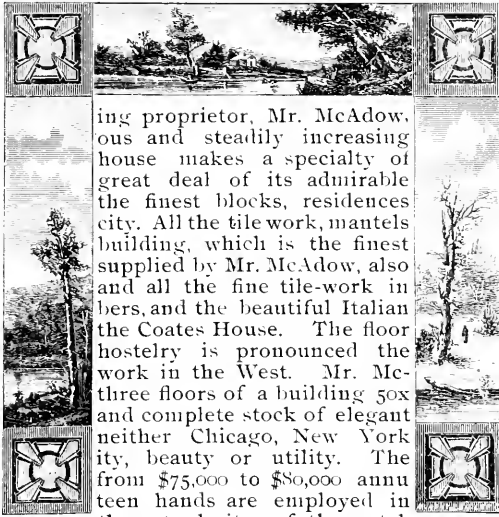 ing proprietor, Mr. McAdow,
ous and steadily increasing
house makes a specialty of
great deal of its admirable
the finest blocks, residences
city. All the tile work, mantels
building, which is the finest
supplied by Mr. McAdow, also
and all the fine tile-work in
bers, and the beautiful Italian
the Coates House. The floor
hostelry is pronounced the
work in the West. Mr. Mc-
three floors of a building 50x
and complete stock of elegant
neither Chicago, New York
ity, beauty or utility. The
from $75,000 to $80,000 annu
teen hands are employed in